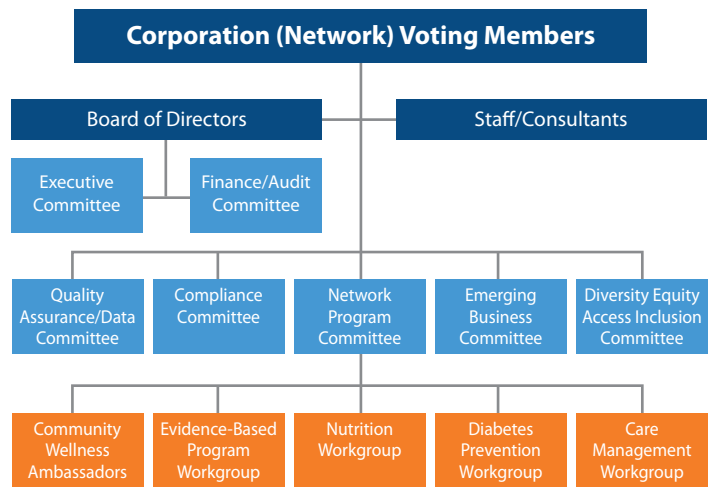 Corporation (Network) Voting Members
Board of Directors
Staff/Consultants
Executive
Committee
Finance/Audit
Committee
Quality
Assurance/Data
Committee
Compliance
Committee
Network
Program
Committee
Emerging
Business
Committee
Diversity Equity
Access Inclusion
Committee
Community
Wellness
Ambassadors
Evidence-Based
Program
Workgroup
Nutrition
Workgroup
Diabetes
Prevention
Workgroup
Care
Management
Workgroup